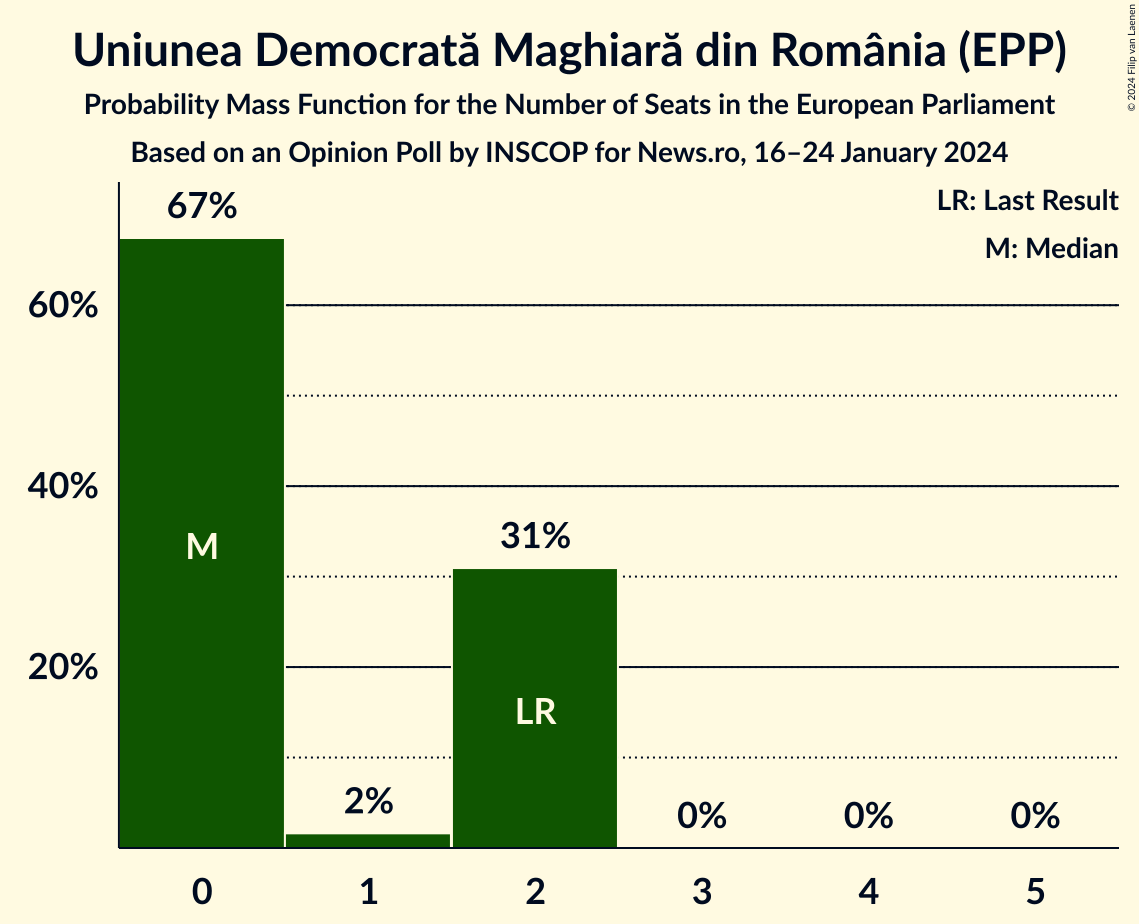 Uniunea Democrată Maghiară din România (EPP)
Probability Mass Function for the Number of Seats in the European Parliament
Based on an Opinion Poll by INSCOP for News.ro, 16–24 January 2024
© 2024 Filip van Laenen
LR: Last Result
M: Median
67%
60%
40%
20%
M
2%
31%
LR
0%
0%
0%
0 1 2 3 4 5